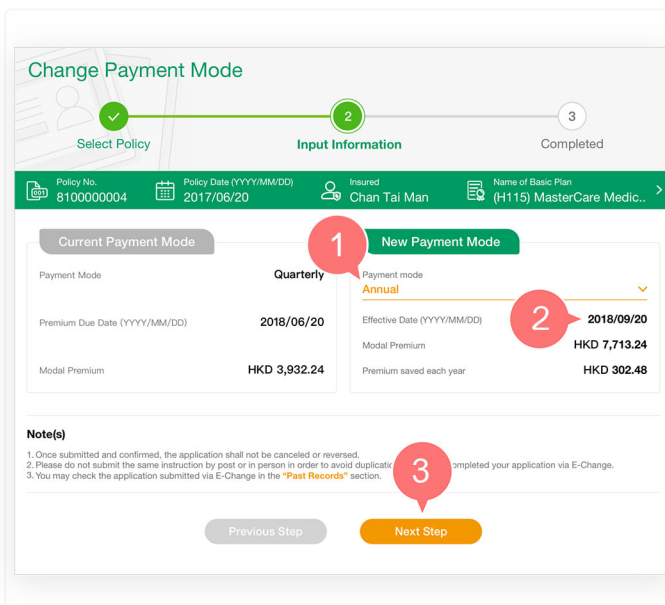 Change Payment Mode
2
3
Select Policy
Input Information
Completed
Policy No.
8100000004
Policy Date (YYYY/MM/DD)
2017/06/20
Insured
Chan Tai Man
Name of Basic Plan
(H115) MasterCare Medic..
Current Payment Mode
Payment Mode Quarterly
Premium Due Date (YYYY/MM/DD) 2018/06/20
Modal Premium HKD 3,932.24
1
New Payment Mode
Payment mode
Annual
Effective Date (YYYY/MM/DD) 2 2018/09/20
Modal Premium HKD 7,713.24
Premium saved each year HKD 302.48
Note(s)
1. Once submitted and confirmed, the application shall not be canceled or reversed.
2. Please do not submit the same instruction by post or in person in order to avoid completed your application via E-Change.
3. You may check the application submitted via E-Change in the "Past Records" section.
3
Previous Step
Next Step